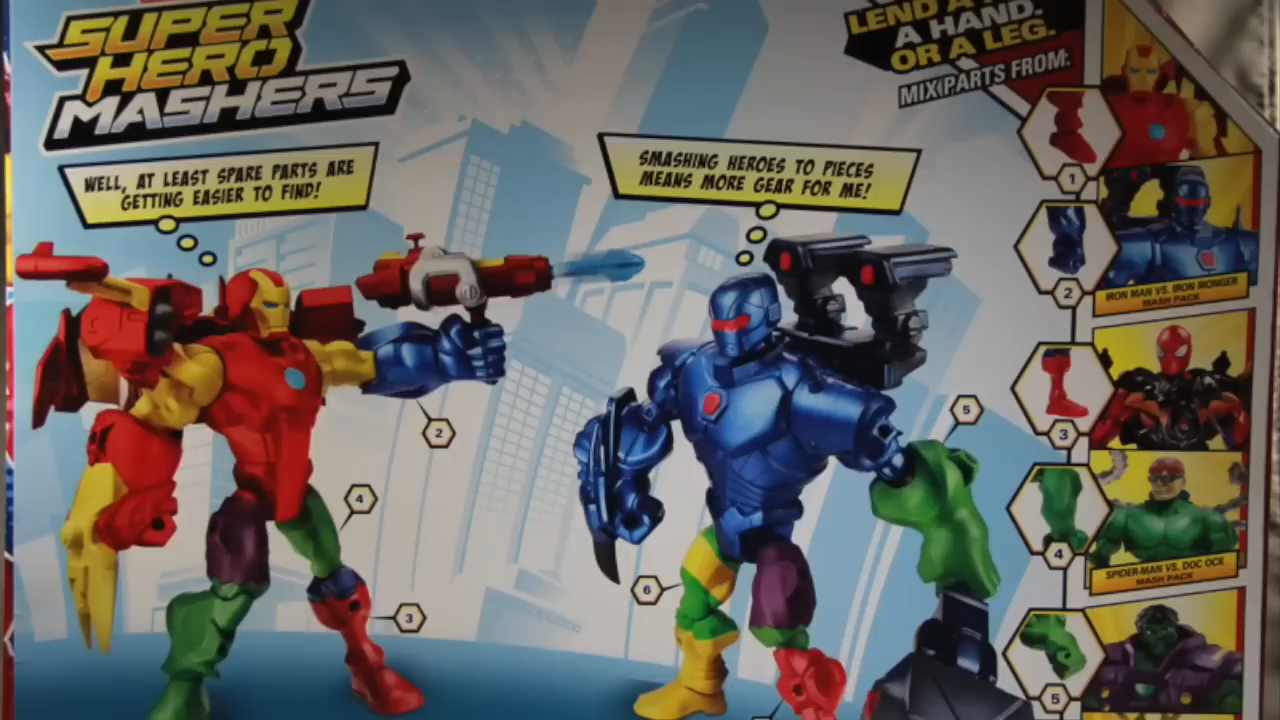 SUPER
HERO
MASHERS
LEND A
A HAND.
OR A LEG.
MIX PARTS FROM:
WELL, AT LEAST SPARE PARTS ARE
GETTING EASIER TO FIND!
SMASHING HEROES TO PIECES
MEANS MORE GEAR FOR ME!
1
2
IRON MAN VS. IRON MONGER
MASH PACK
3
4
SPIDER-MAN VS. DOC OCK
MASH PACK
5
2
4
3
5
6